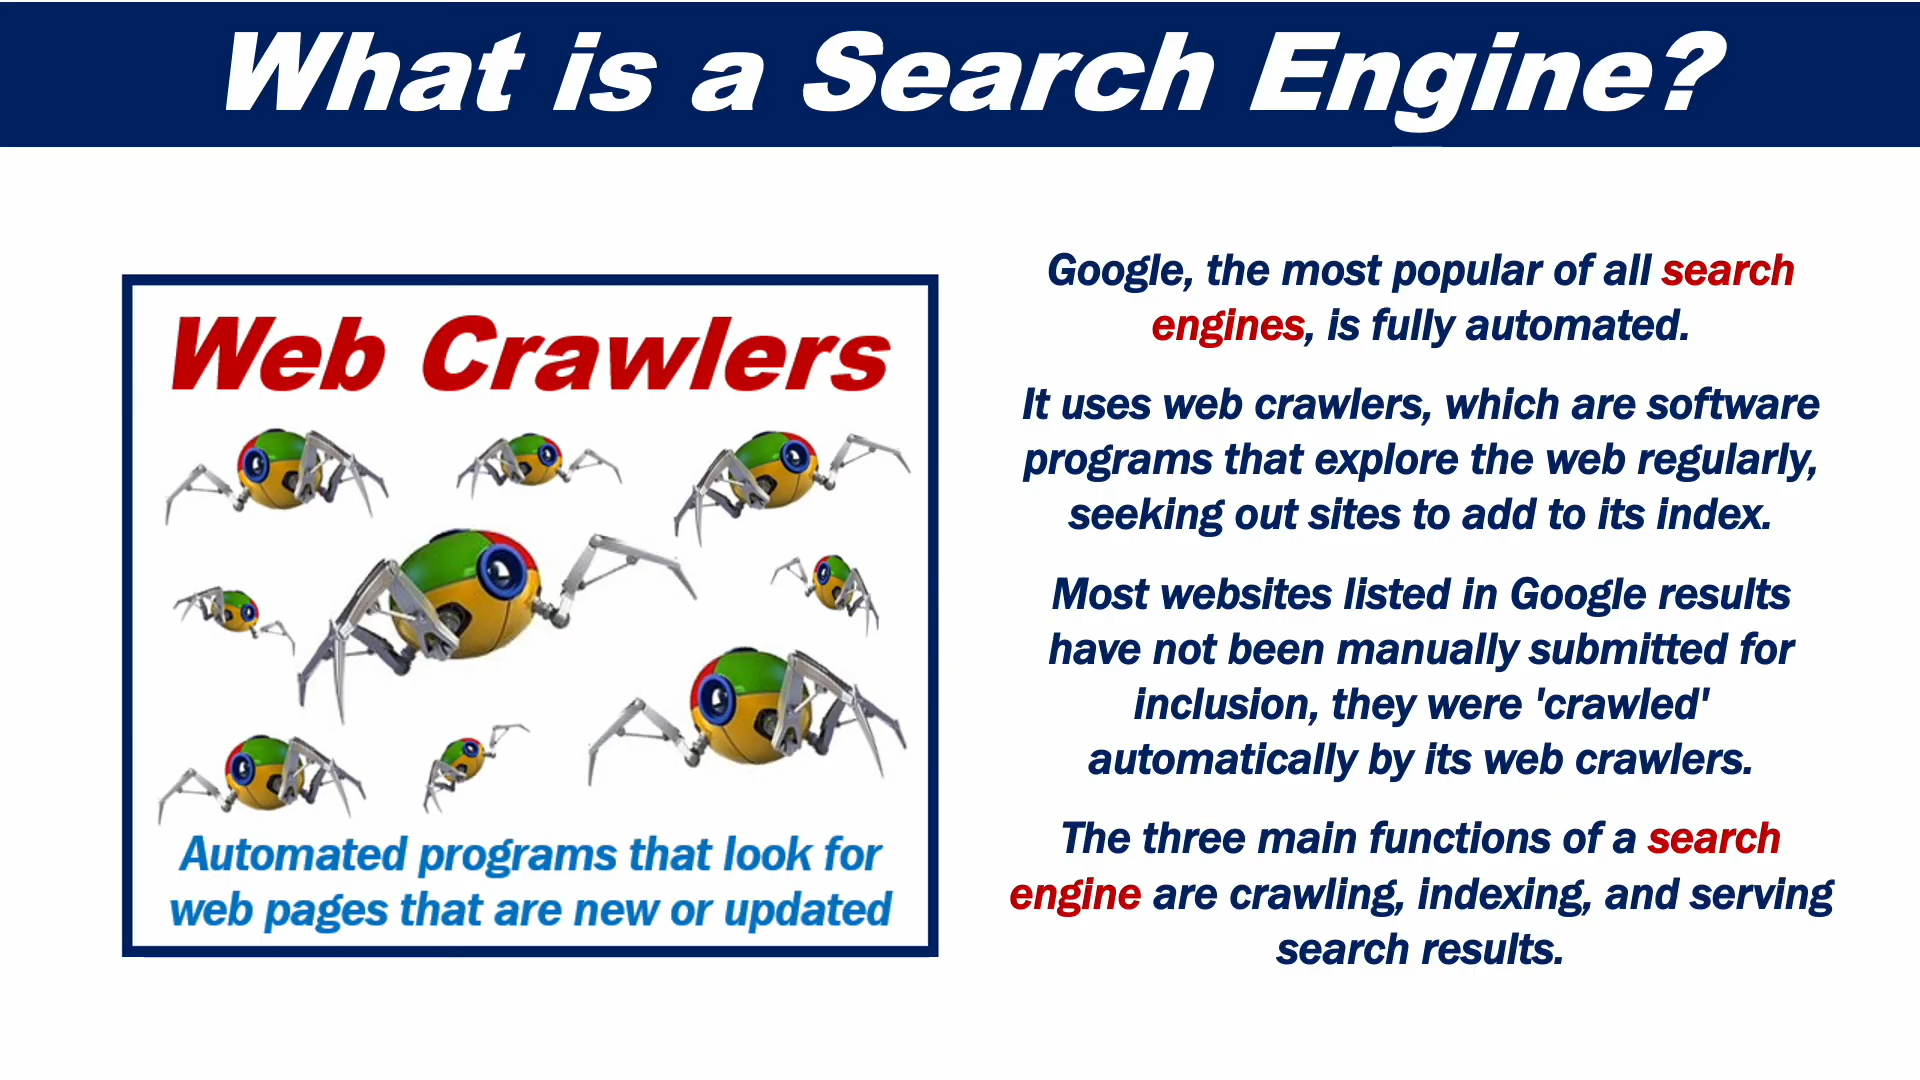 What is a Search Engine?
Web Crawlers
Automated programs that look for
web pages that are new or updated
Google, the most popular of all search
engines, is fully automated.
It uses web crawlers, which are software
programs that explore the web regularly,
seeking out sites to add to its index.
Most websites listed in Google results
have not been manually submitted for
inclusion, they were 'crawled'
automatically by its web crawlers.
The three main functions of a search
engine are crawling, indexing, and serving
search results.